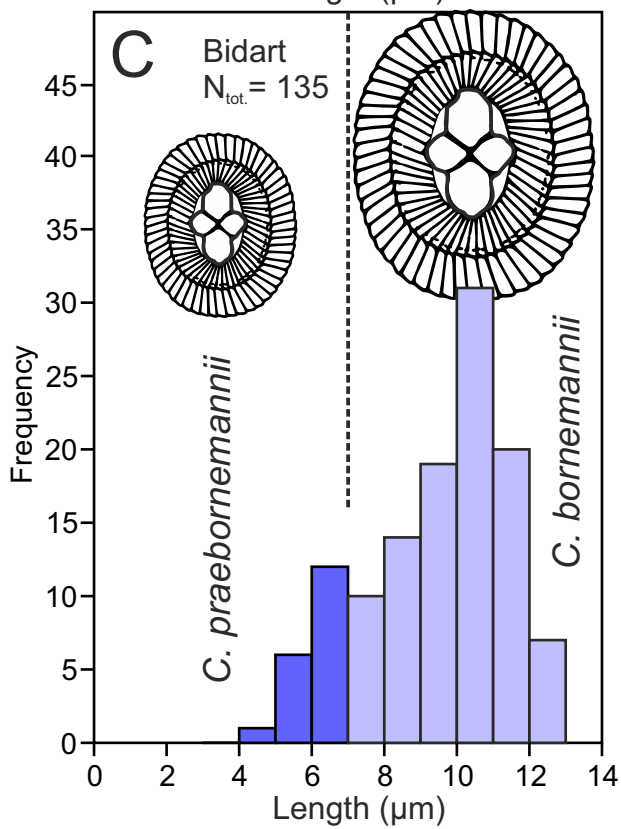 C
Bidart
Ntot.= 135
45
40
35
30
25
20
15
10
5
0
Frequency
C. praebornemannii
C. bornemannii
0 2 4 6 8 10 12 14
Length (μm)